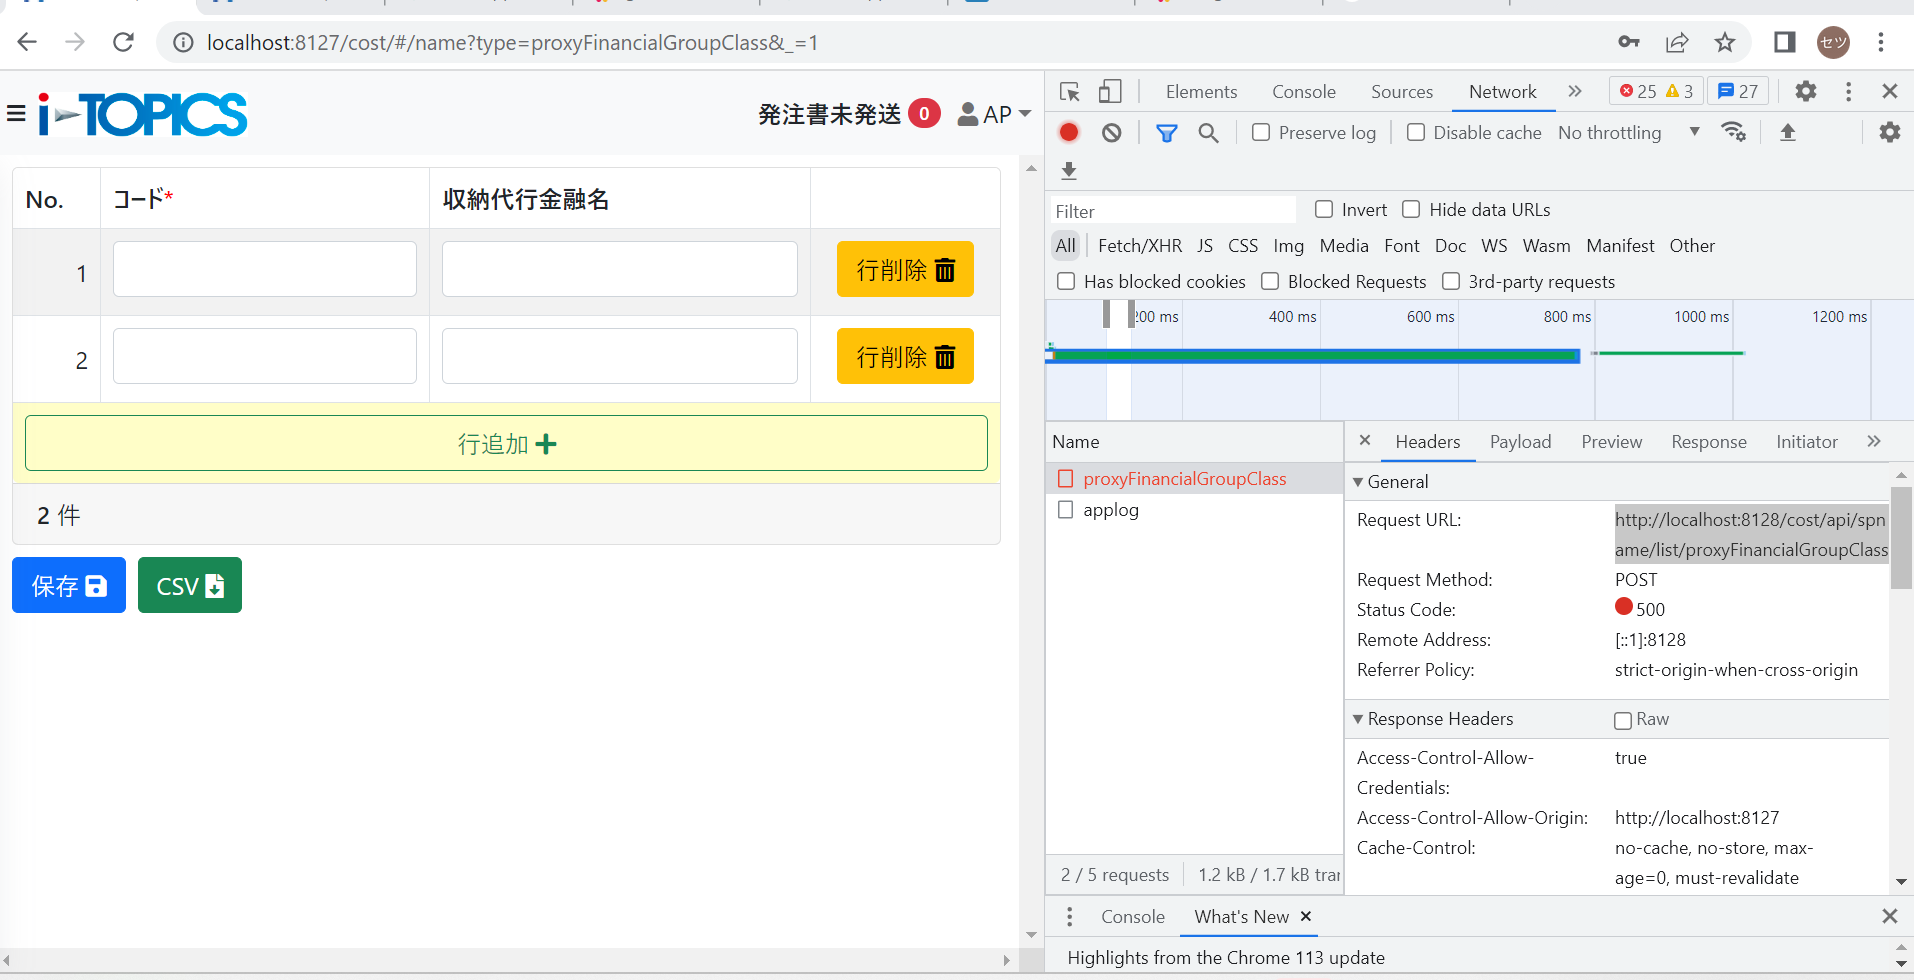 localhost:8127/cost/#/name?type=proxyFinancialGroupClass&_=1
セツ
i-TOPICS
発注書未発送 0 AP
No. コード* 収納代行金融名
1 行削除
2 行削除
行追加
2 件
保存 CSV
Elements Console Sources Network 25 3 27
Preserve log Disable cache No throttling
Filter Invert Hide data URLs
All Fetch/XHR JS CSS Img Media Font Doc WS Wasm Manifest Other
Has blocked cookies Blocked Requests 3rd-party requests
200 ms 400 ms 600 ms 800 ms 1000 ms 1200 ms
Name
proxyFinancialGroupClass
applog
2 / 5 requests 1.2 kB / 1.7 kB trar
Headers Payload Preview Response Initiator
General
Request URL: http://localhost:8128/cost/api/spn
ame/list/proxyFinancialGroupClass
Request Method: POST
Status Code: 500
Remote Address: [::1]:8128
Referrer Policy: strict-origin-when-cross-origin
Response Headers Raw
Access-Control-Allow- true
Credentials:
Access-Control-Allow-Origin: http://localhost:8127
Cache-Control: no-cache, no-store, max-
age=0, must-revalidate
Console What's New
Highlights from the Chrome 113 update